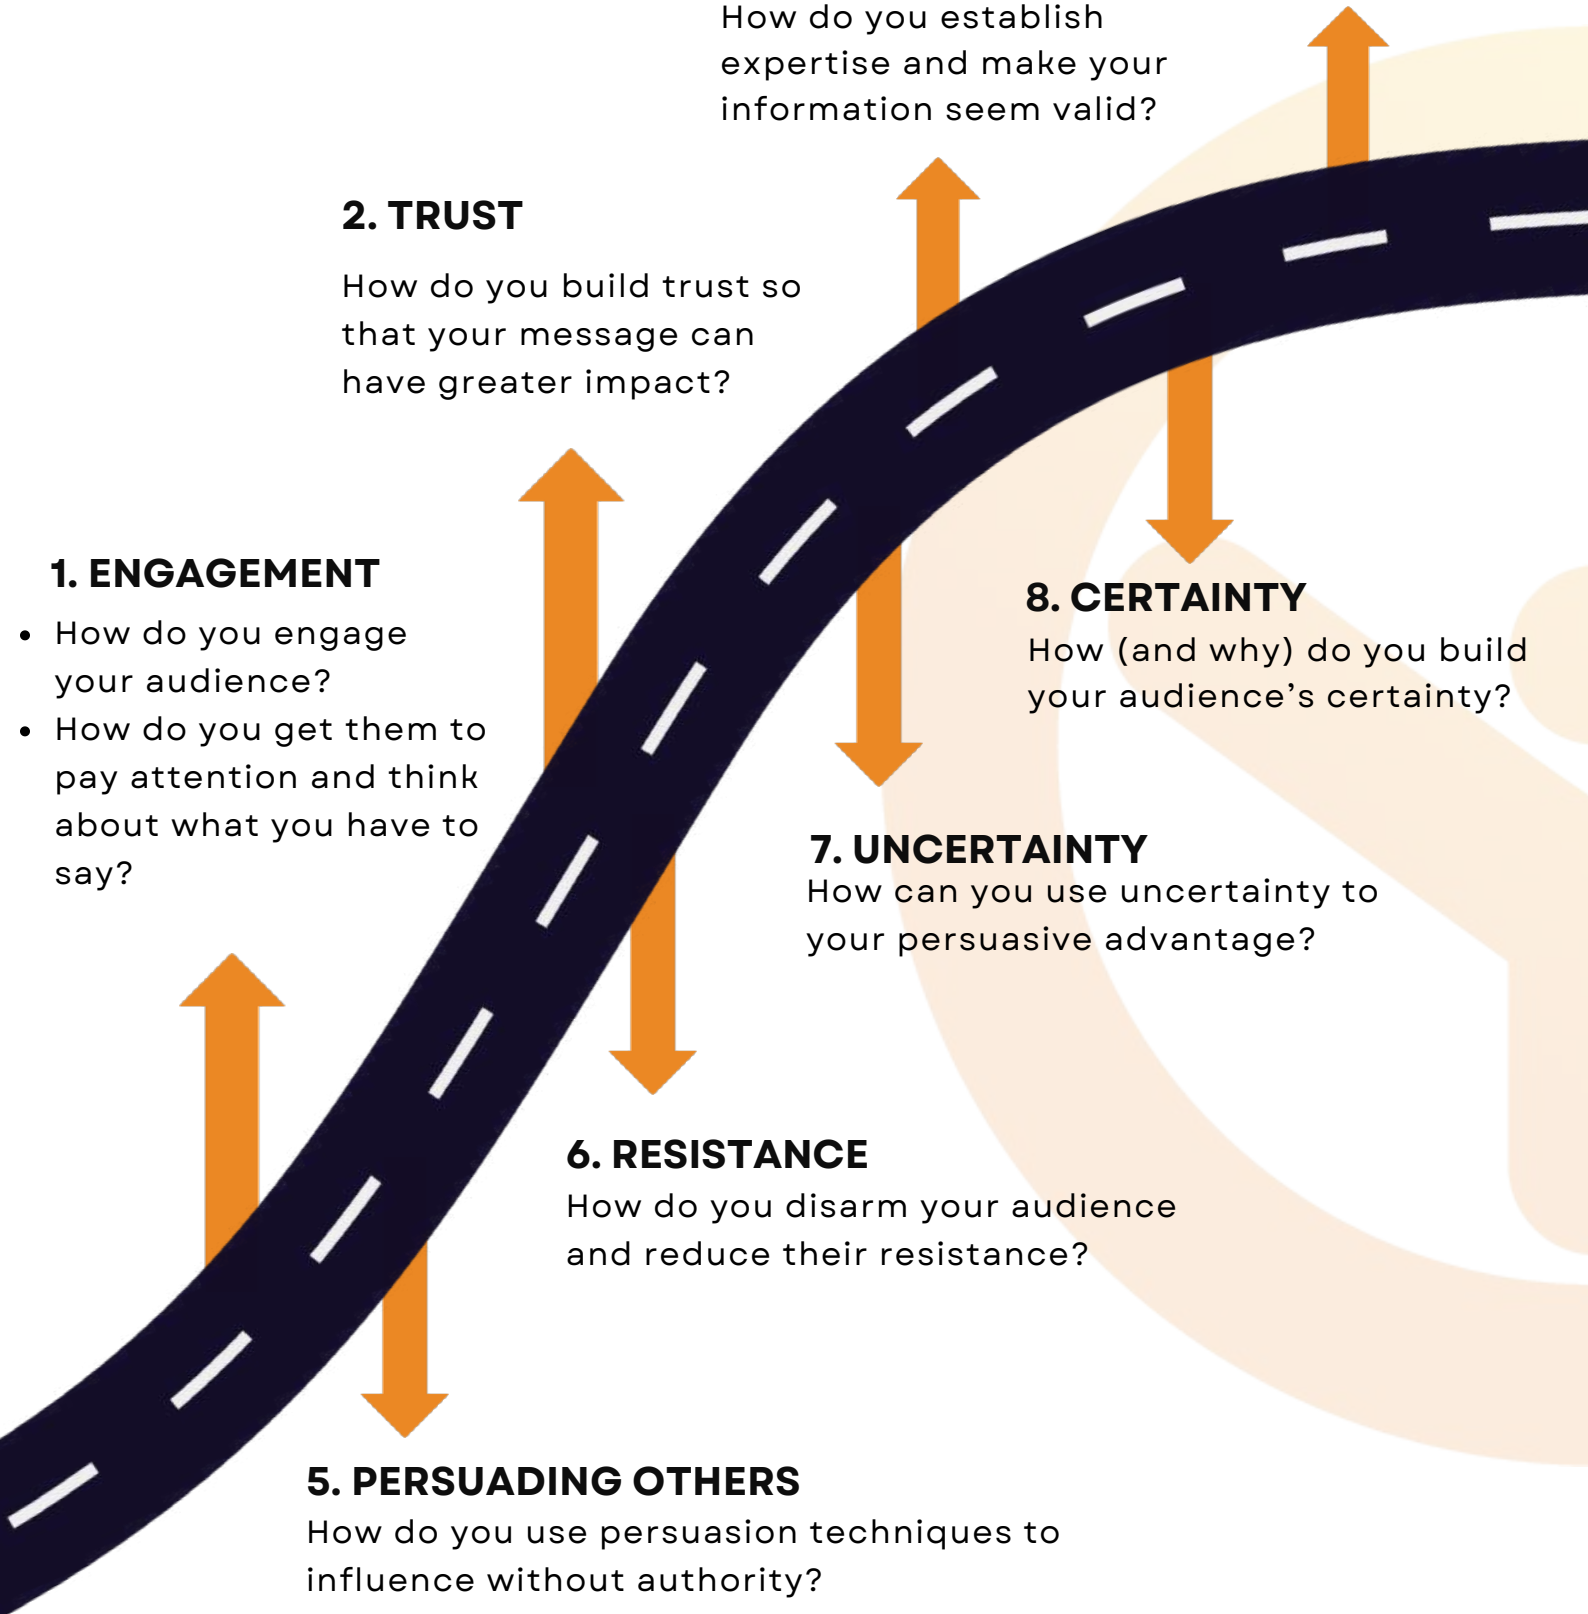 How do you establish
expertise and make your
information seem valid?
2. TRUST
How do you build trust so
that your message can
have greater impact?
1. ENGAGEMENT
• How do you engage
your audience?
• How do you get them to
pay attention and think
about what you have to
say?
8. CERTAINTY
How (and why) do you build
your audience’s certainty?
7. UNCERTAINTY
How can you use uncertainty to
your persuasive advantage?
6. RESISTANCE
How do you disarm your audience
and reduce their resistance?
5. PERSUADING OTHERS
How do you use persuasion techniques to
influence without authority?